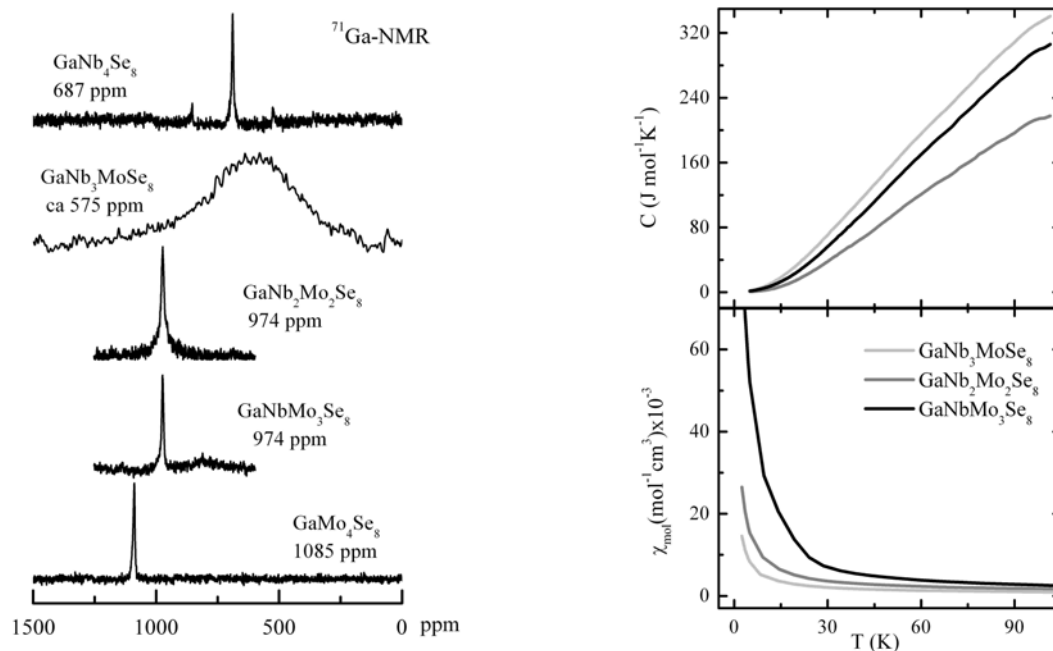 ⁷¹Ga-NMR
GaNb₄Se₈
687 ppm
GaNb₃MoSe₈
ca 575 ppm
GaNb₂Mo₂Se₈
974 ppm
GaNbMo₃Se₈
974 ppm
GaMo₄Se₈
1085 ppm
1500 1000 500 0 ppm
C (J mol⁻¹K⁻¹)
320
240
160
80
0
χmol(mol⁻¹cm³)x10⁻³
60
40
20
0
GaNb₃MoSe₈
GaNb₂Mo₂Se₈
GaNbMo₃Se₈
0 30 60 90
T (K)